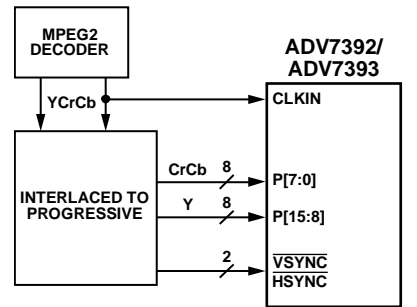 MPEG2
DECODER
YCrCb
INTERLACED TO
PROGRESSIVE
CrCb 8
Y 8
2
ADV7392/
ADV7393
CLKIN
P[7:0]
P[15:8]
VSYNC
HSYNC